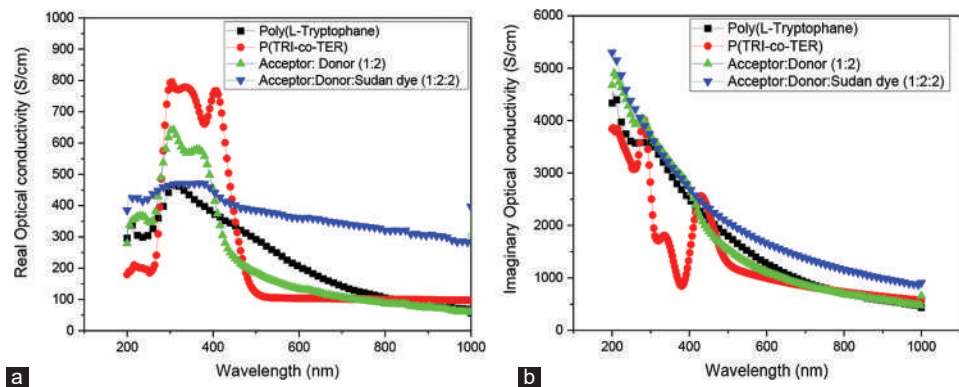 1000
900
800
700
600
500
400
300
200
100
0
Real Optical conductivity (S/cm)
Poly(L-Tryptophane)
P(TRI-co-TER)
Acceptor: Donor (1:2)
Acceptor:Donor:Sudan dye (1:2:2)
200 400 600 800 1000
Wavelength (nm)
a
6000
5000
4000
3000
2000
1000
0
Imaginary Optical conductivity (S/cm)
Poly(L-Tryptophane)
P(TRI-co-TER)
Acceptor:Donor (1:2)
Acceptor:Donor:Sudan dye (1:2:2)
200 400 600 800 1000
Wavelength (nm)
b